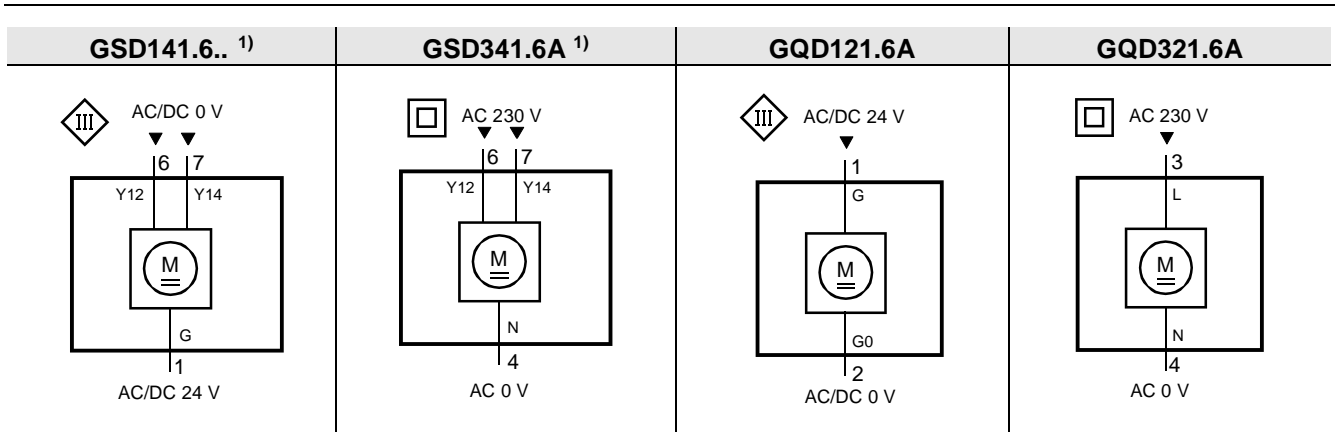 GSD141.6.. 1)
GSD341.6A 1)
GQD121.6A
GQD321.6A
III
AC/DC 0 V
6 7
Y12 Y14
M
G
1
AC/DC 24 V
AC 230 V
6 7
Y12 Y14
M
N
4
AC 0 V
III
AC/DC 24 V
1
G
M
G0
2
AC/DC 0 V
AC 230 V
3
L
M
N
4
AC 0 V